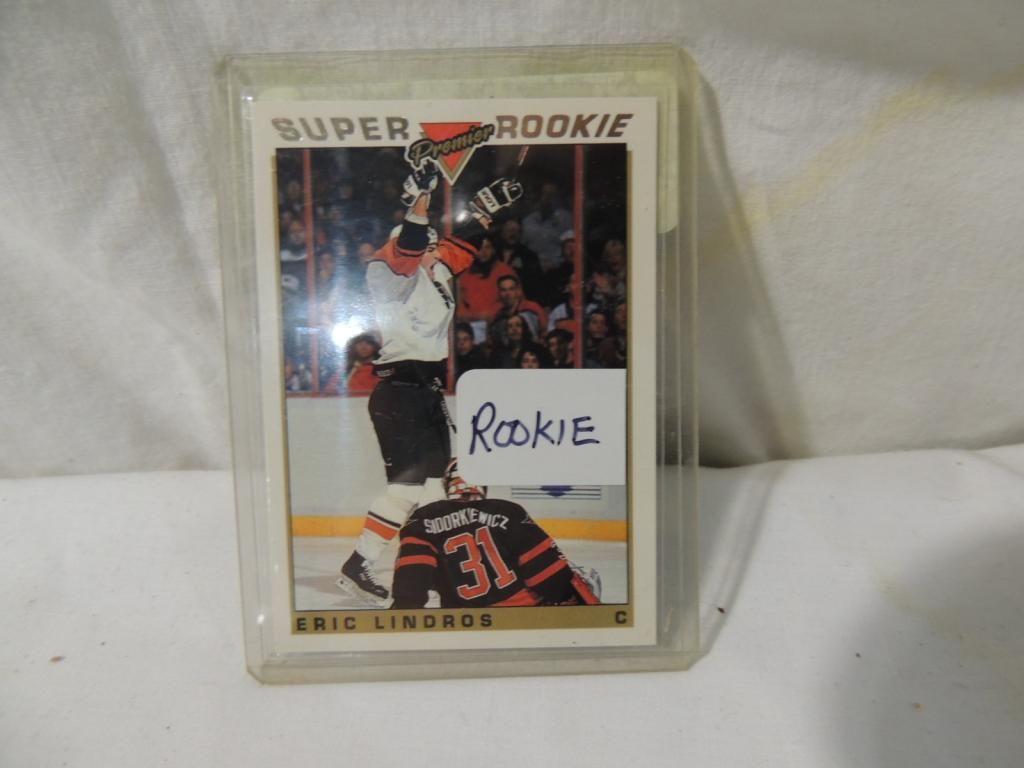 SUPER ROOKIE
Premier
ROOKIE
SIDORKIEWICZ
31
ERIC LINDROS C